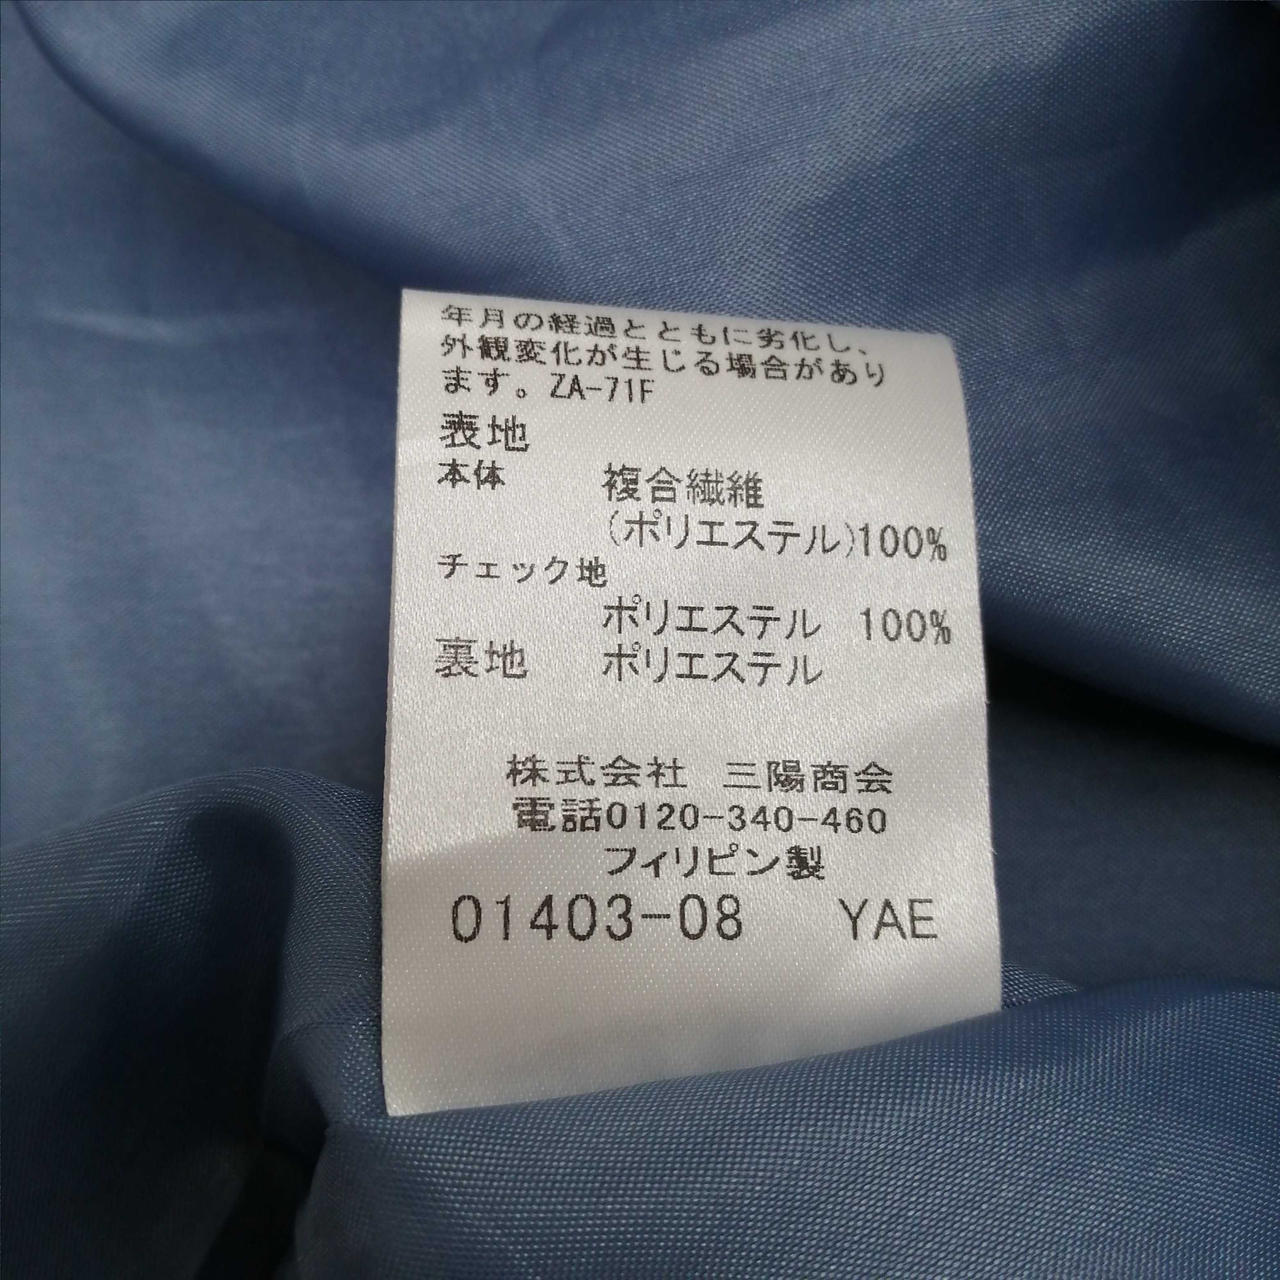 年月の経過とともに劣化し、
外観変化が生じる場合があり
ます。ZA-71F
表地
本体 複合繊維
(ポリエステル)100%
チェック地
ポリエステル 100%
裏地 ポリエステル
株式会社 三陽商会
電話0120-340-460
フィリピン製
01403-08 YAE